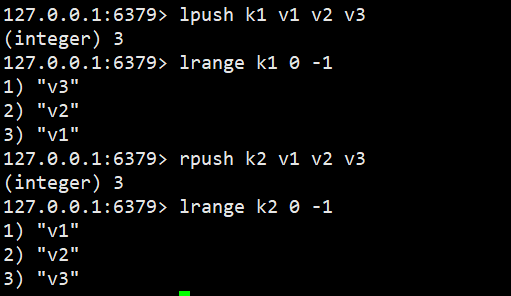 127.0.0.1:6379> lpush k1 v1 v2 v3
(integer) 3
127.0.0.1:6379> lrange k1 0 -1
1) "v3"
2) "v2"
3) "v1"
127.0.0.1:6379> rpush k2 v1 v2 v3
(integer) 3
127.0.0.1:6379> lrange k2 0 -1
1) "v1"
2) "v2"
3) "v3"